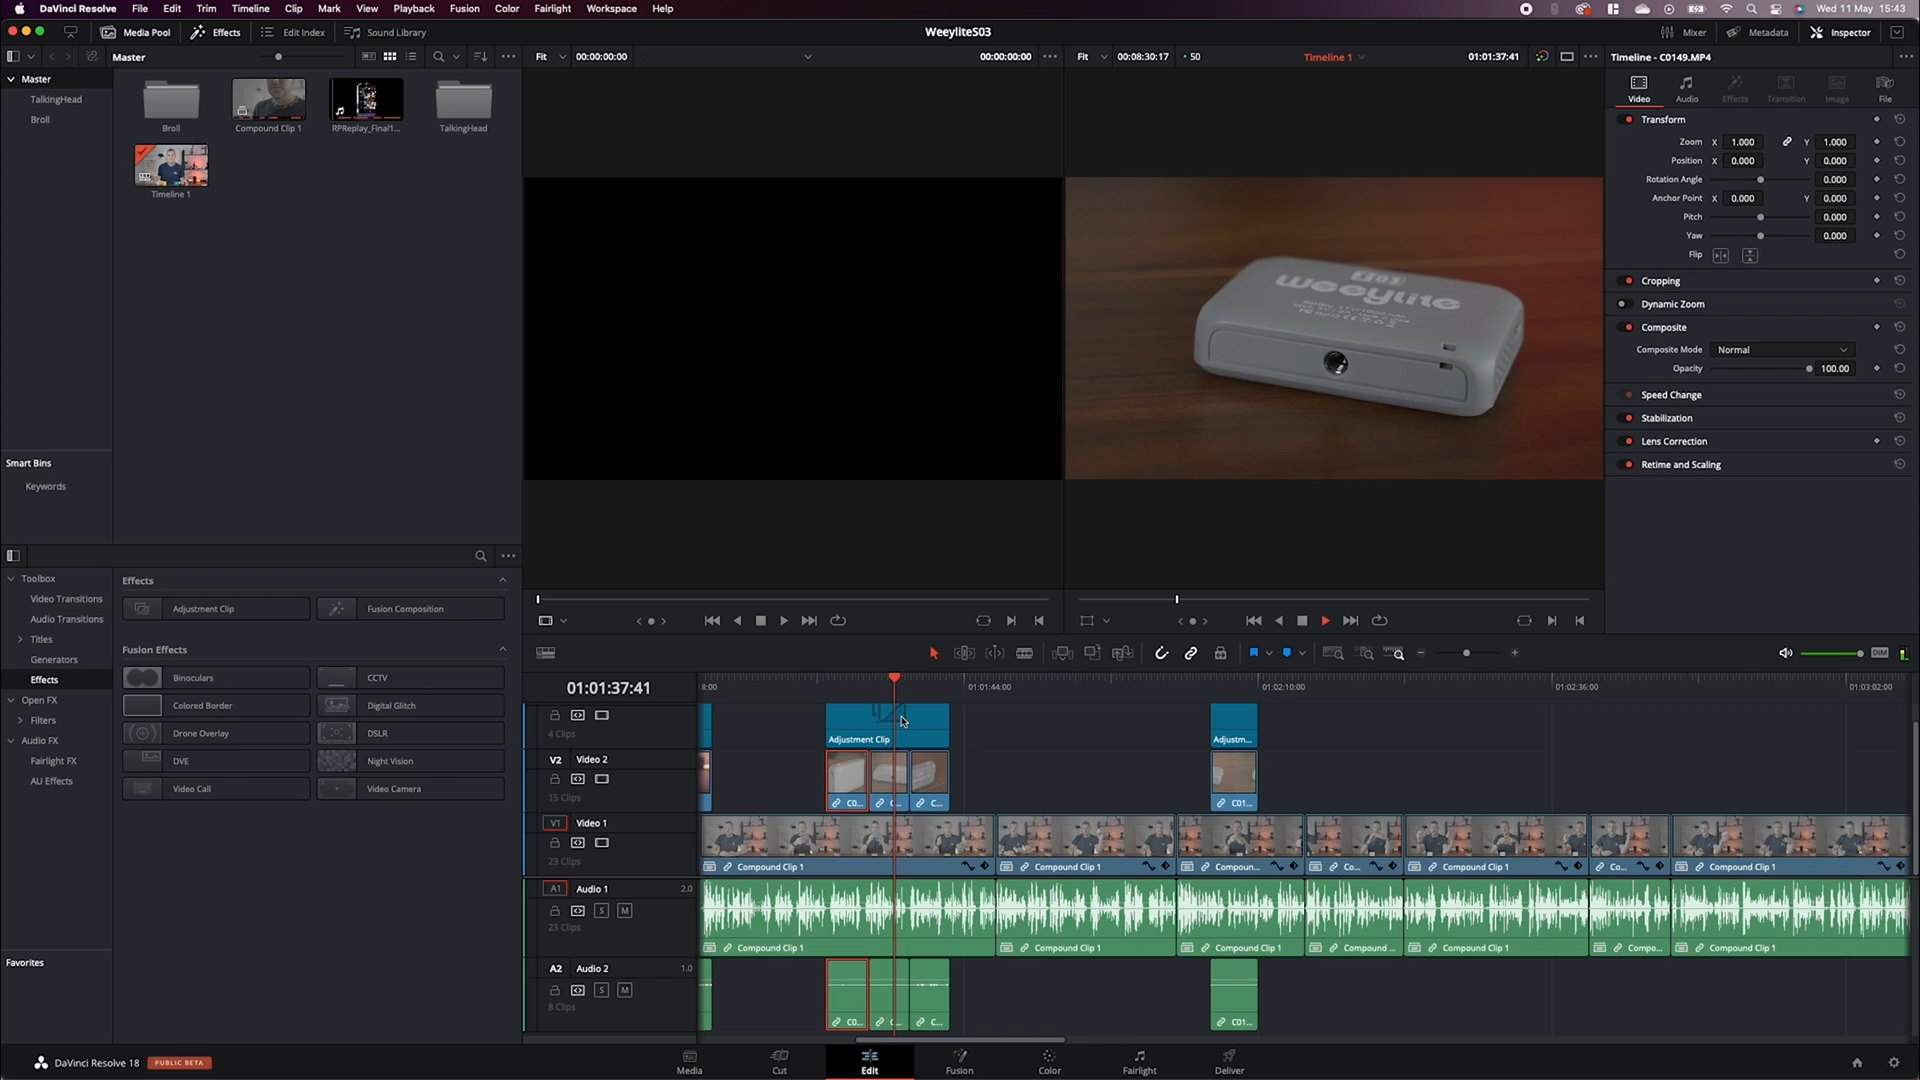 DaVinci Resolve File Edit Trim Timeline Clip Mark View Playback Fusion Color Fairlight Workspace Help
Wed 11 May 15:43
Media Pool Effects Edit Index Sound Library
WeeyliteS03
Mixer Metadata Inspector
Master
Fit 00:00:00:00
00:00:00:00
Fit 00:08:30:17 50
Timeline 1
01:01:37:41
Timeline - C0149.MP4
Master
TalkingHead
Broll
Broll
Compound Clip 1
RPReplay_Final1...
TalkingHead
Timeline 1
Smart Bins
Keywords
Video Audio Effects Transition Image File
Transform
Zoom X 1.000 Y 1.000
Position X 0.000 Y 0.000
Rotation Angle 0.000
Anchor Point X 0.000 Y 0.000
Pitch 0.000
Yaw 0.000
Flip
Cropping
Dynamic Zoom
Composite
Composite Mode Normal
Opacity 100.00
Speed Change
Stabilization
Lens Correction
Retime and Scaling
S03
weeylite
Toolbox
Video Transitions
Audio Transitions
Titles
Generators
Effects
Open FX
Filters
Audio FX
Fairlight FX
AU Effects
Favorites
Effects
Adjustment Clip
Fusion Composition
Fusion Effects
Binoculars
CCTV
Colored Border
Digital Glitch
Drone Overlay
DSLR
DVE
Night Vision
Video Call
Video Camera
DIM
01:01:37:41
8:00
01:01:44:00
01:02:10:00
01:02:36:00
01:03:02:00
4 Clips
Adjustment Clip
Adjustm...
V2 Video 2
15 Clips
C0...
C...
C...
C01...
V1 Video 1
23 Clips
Compound Clip 1
Compound Clip 1
Compoun...
Co...
Compound Clip 1
Co...
Compound Clip 1
A1 Audio 1 2.0
S M
23 Clips
Compound Clip 1
Compound Clip 1
Compound Clip 1
Compound ...
Compound Clip 1
Compo...
Compound Clip 1
A2 Audio 2 1.0
S M
8 Clips
C0...
C...
C...
C01...
DaVinci Resolve 18 PUBLIC BETA
Media Cut Edit Fusion Color Fairlight Deliver